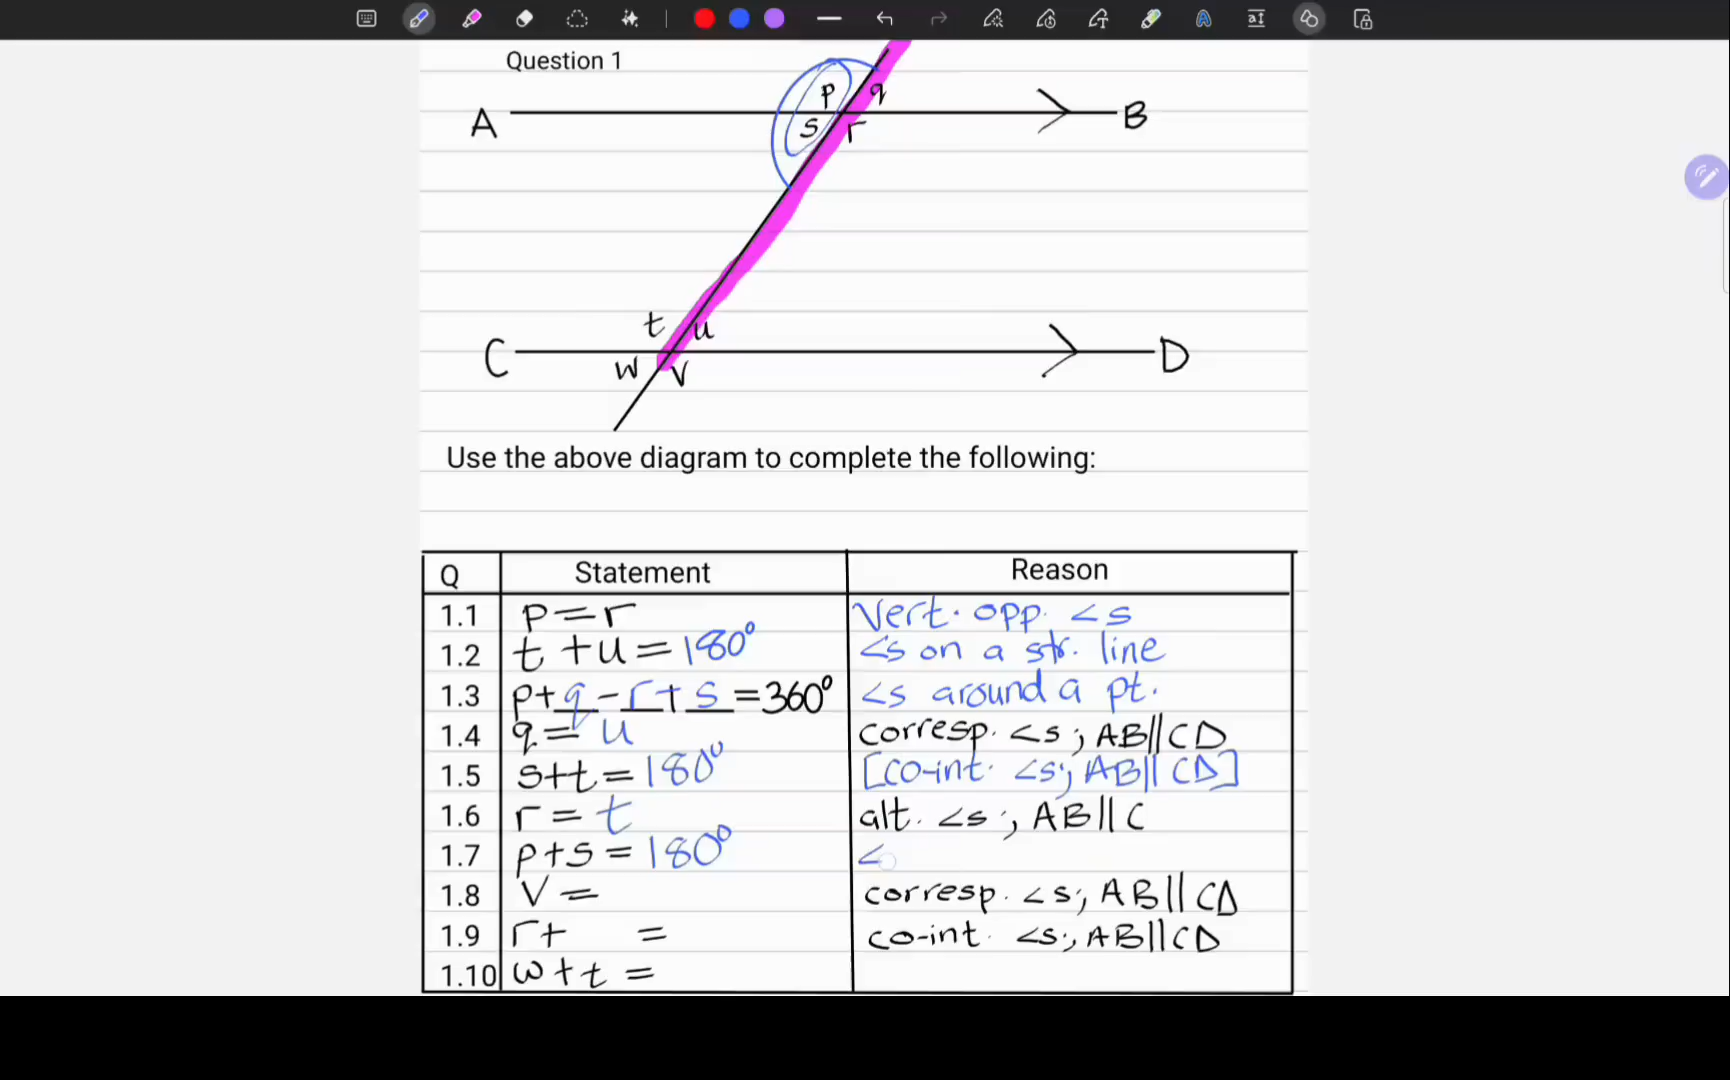 Question 1
p q
A B
s r
t u
C D
w v
Use the above diagram to complete the following:
Q Statement Reason
1.1 p=r Vert. opp. <s
1.2 t+u=180° <s on a str. line
1.3 p+q-r+s=360° <s around a pt.
1.4 q=u corresp. <s; AB||CD
1.5 s+t=180° [co-int. <s; AB||CD]
1.6 r=t alt. <s; AB||C
1.7 p+s=180° <
1.8 v= corresp. <s; AB||CD
1.9 r+ = co-int. <s; AB||CD
1.10 w+t=